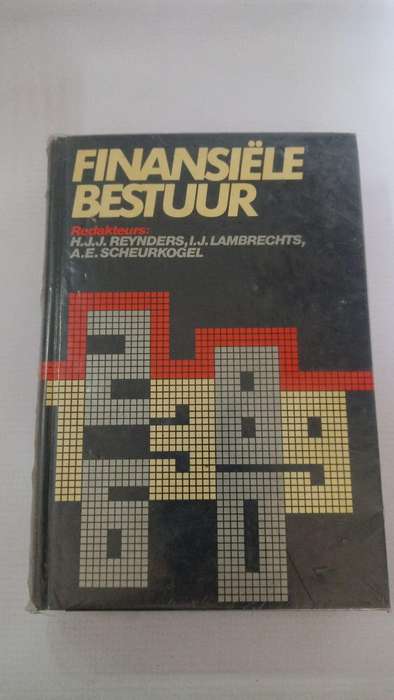 FINANSIËLE
BESTUUR
Redakteurs:
H.J.J. REYNDERS, I.J. LAMBRECHTS,
A.E. SCHEURKOGEL